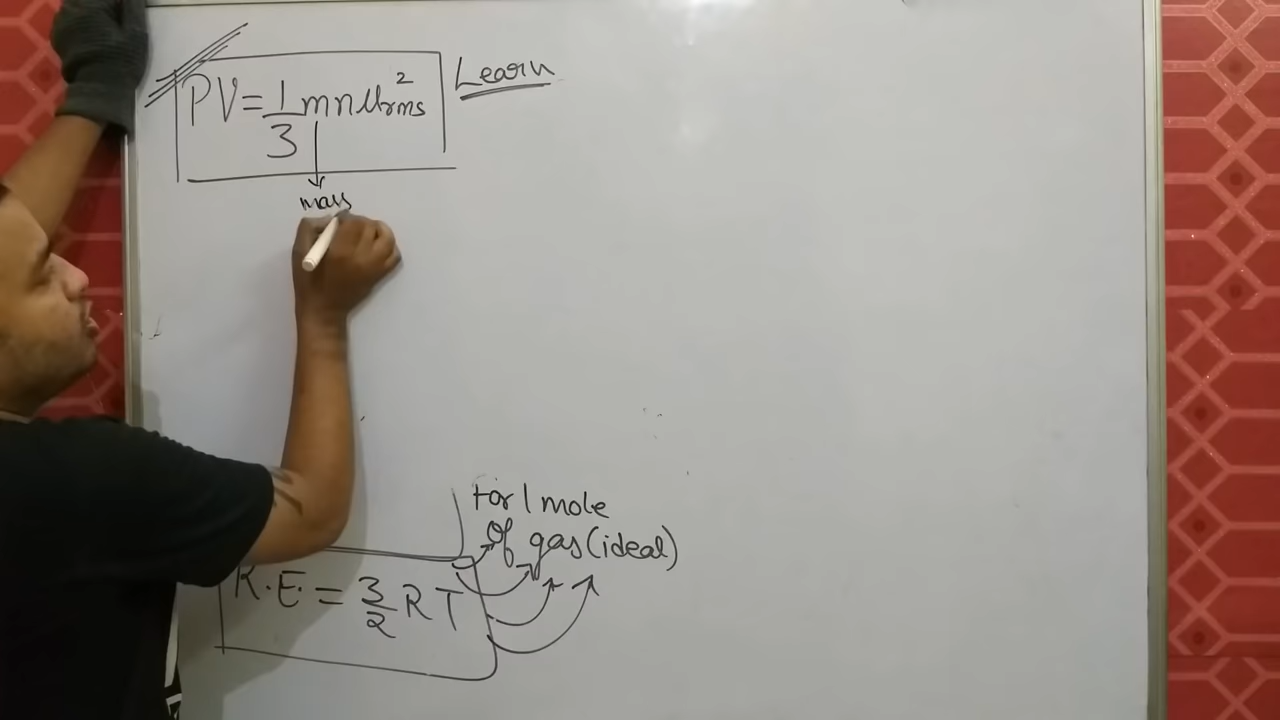 PV = 1/3 mnUrms²
Learn
mass
For 1 mole
of gas (ideal)
K.E. = 3/2 RT